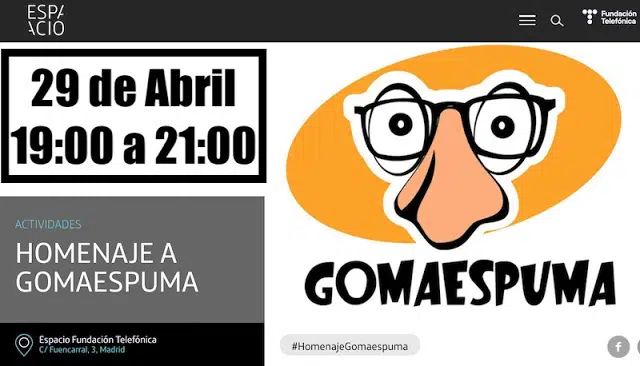 ESPA
ACIO
Fundación
Telefónica
29 de Abril
19:00 a 21:00
ACTIVIDADES
HOMENAJE A
GOMAESPUMA
Espacio Fundación Telefónica
C/ Fuencarral, 3, Madrid
GOMAESPUMA
#HomenajeGomaespuma